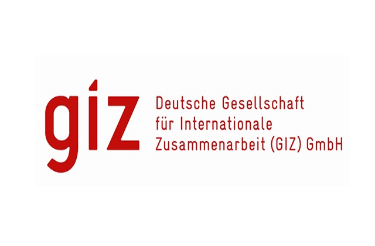 giz
Deutsche Gesellschaft
für Internationale
Zusammenarbeit (GIZ) GmbH